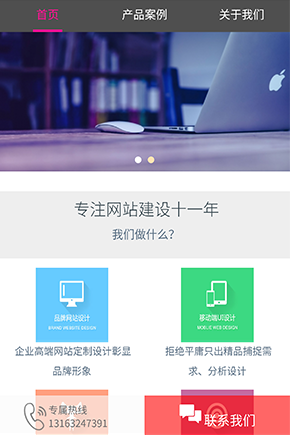 首页 产品案例 关于我们
专注网站建设十一年
我们做什么？
品牌网站设计
BRAND WEBSITE DESIGN
移动端UI设计
MOBILE WEB DESIGN
企业高端网站定制设计彰显
品牌形象
拒绝平庸只出精品捕捉需
求、分析设计
专属热线
13163247391
联系我们